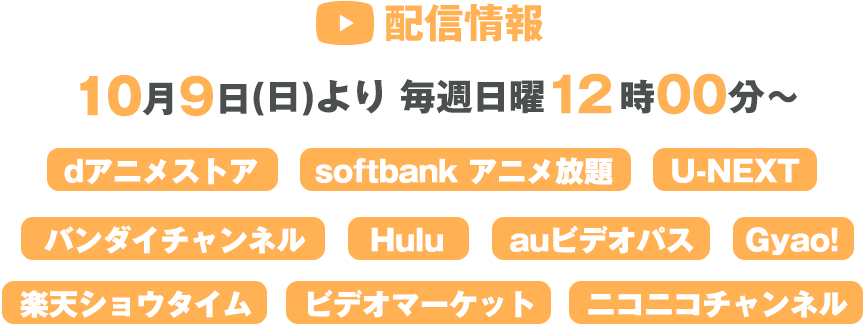 配信情報
10月9日(日)より 毎週日曜12時00分～
dアニメストア softbank アニメ放題 U-NEXT
バンダイチャンネル Hulu auビデオパス Gyao!
楽天ショウタイム ビデオマーケット ニコニコチャンネル